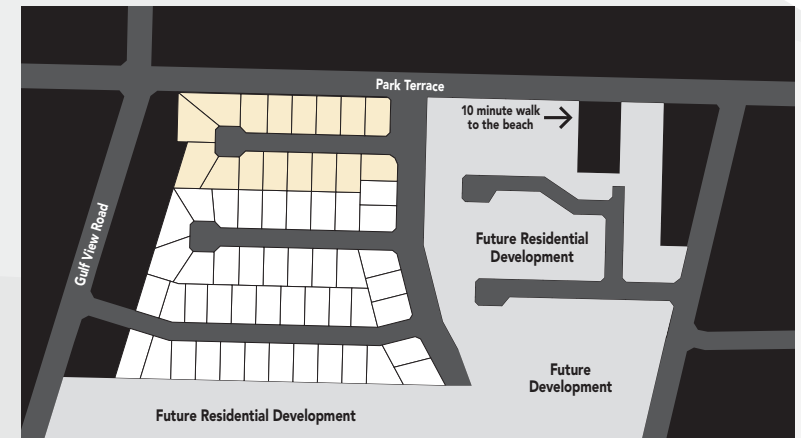 Park Terrace
10 minute walk
to the beach
Gulf View Road
Future Residential
Development
Future
Development
Future Residential Development